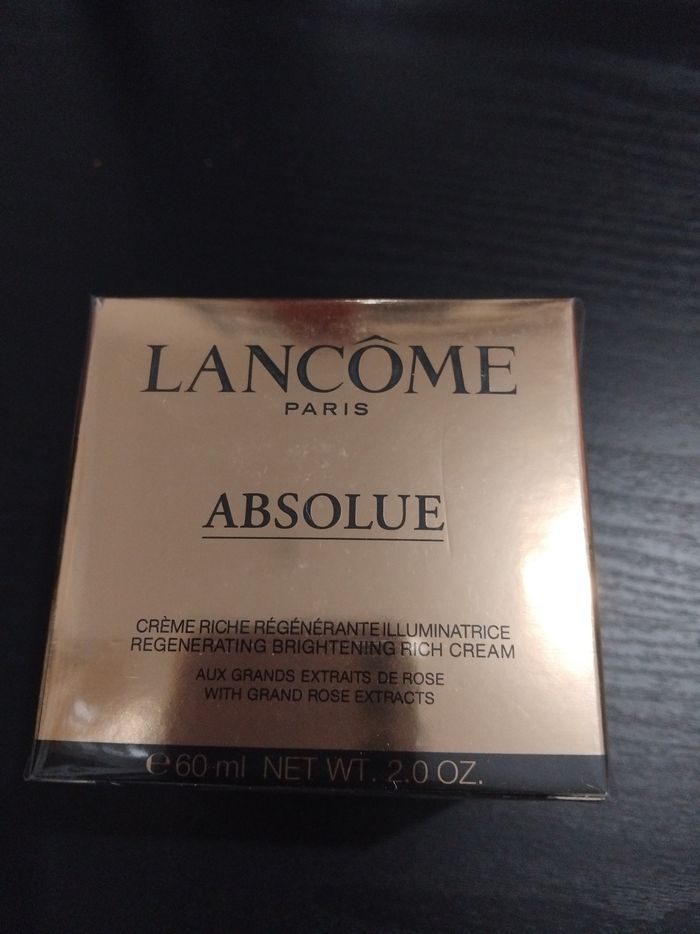 LANCÔME
PARIS
ABSOLUE
CRÈME RICHE RÉGÉNÉRANTE ILLUMINATRICE
REGENERATING BRIGHTENING RICH CREAM
AUX GRANDS EXTRAITS DE ROSE
WITH GRAND ROSE EXTRACTS
℮ 60 ml NET WT. 2.0 OZ.